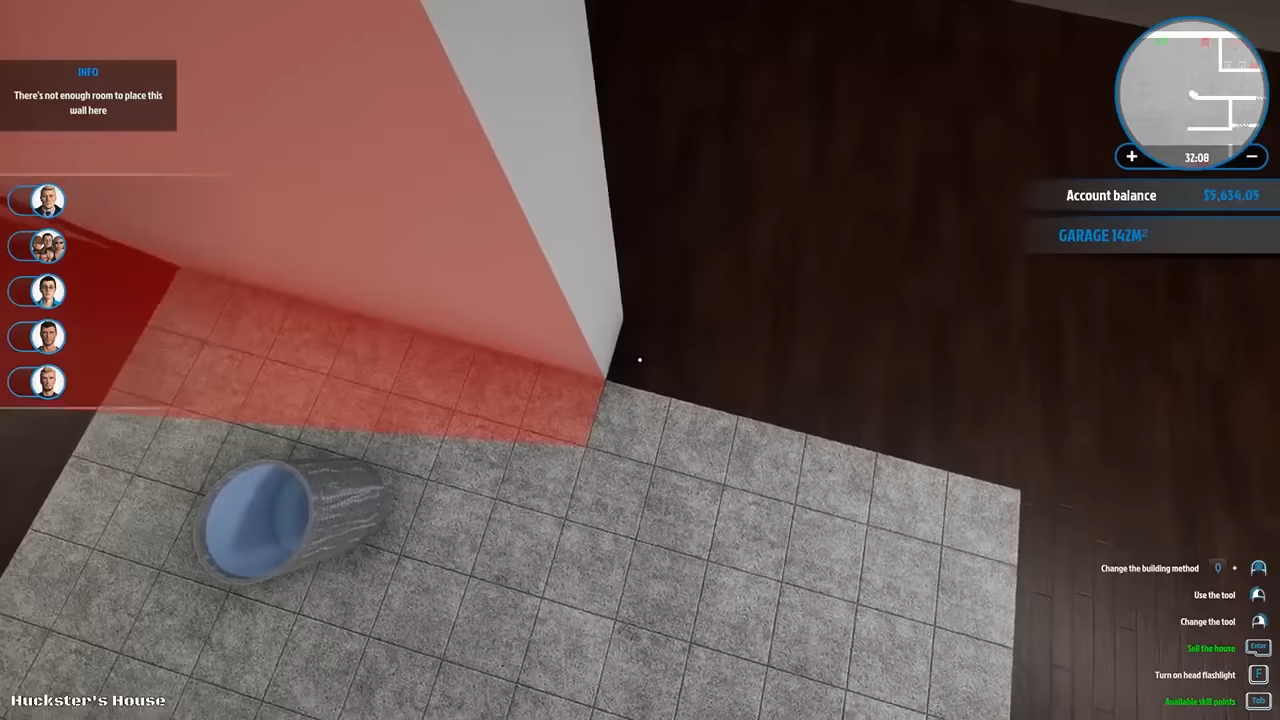 INFO
There's not enough room to place this
wall here
32:08
Account balance $5,634.05
GARAGE 142M²
Change the building method +
Use the tool
Change the tool
Sell the house Enter
Turn on head flashlight F
Available skill points Tab
Huckster's House